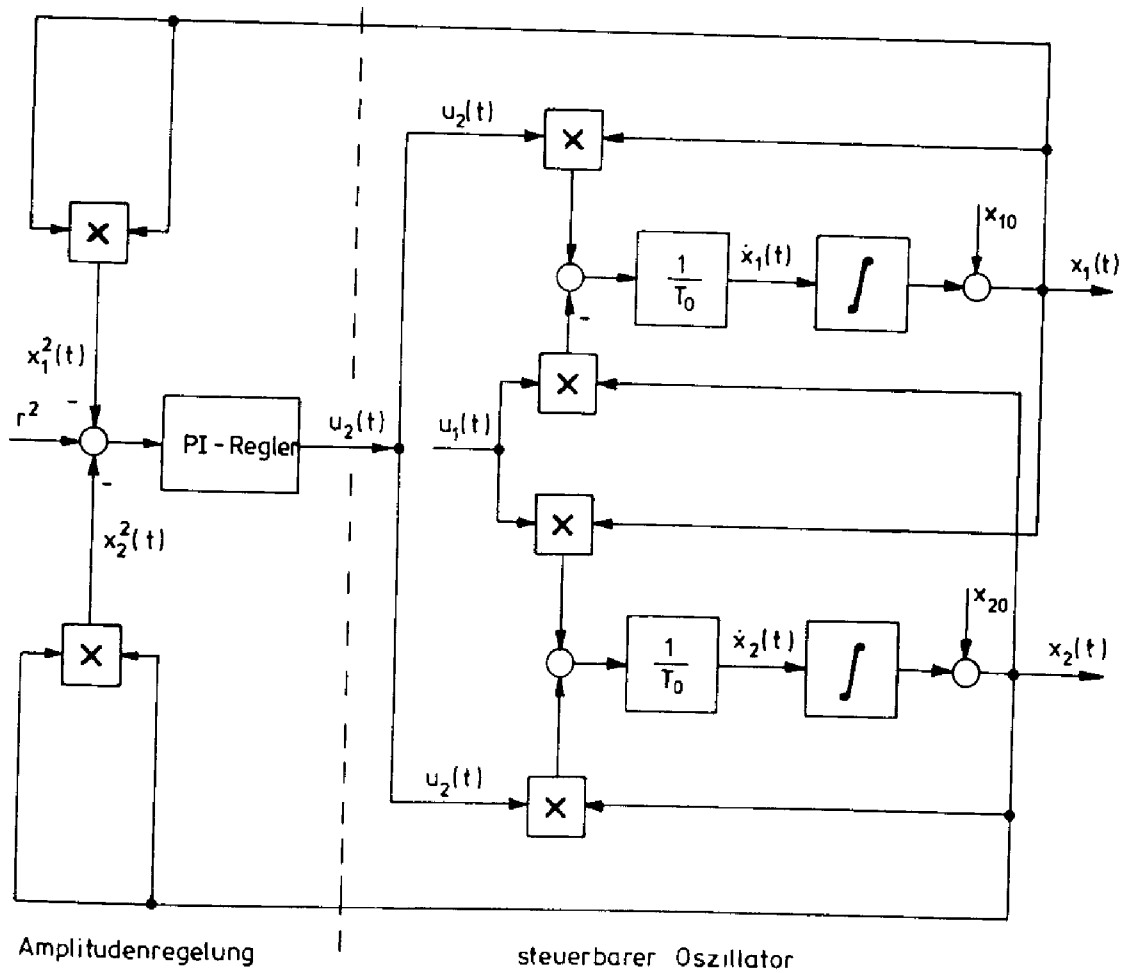 u₂(t)
×
×
x₁₀
1/T₀
ẋ₁(t)
∫
x₁(t)
x₁²(t)
-
-
×
r²
PI-Regler
u₂(t)
u₁(t)
-
×
x₂²(t)
x₂₀
×
1/T₀
ẋ₂(t)
∫
x₂(t)
u₂(t)
×
Amplitudenregelung
steuerbarer Oszillator